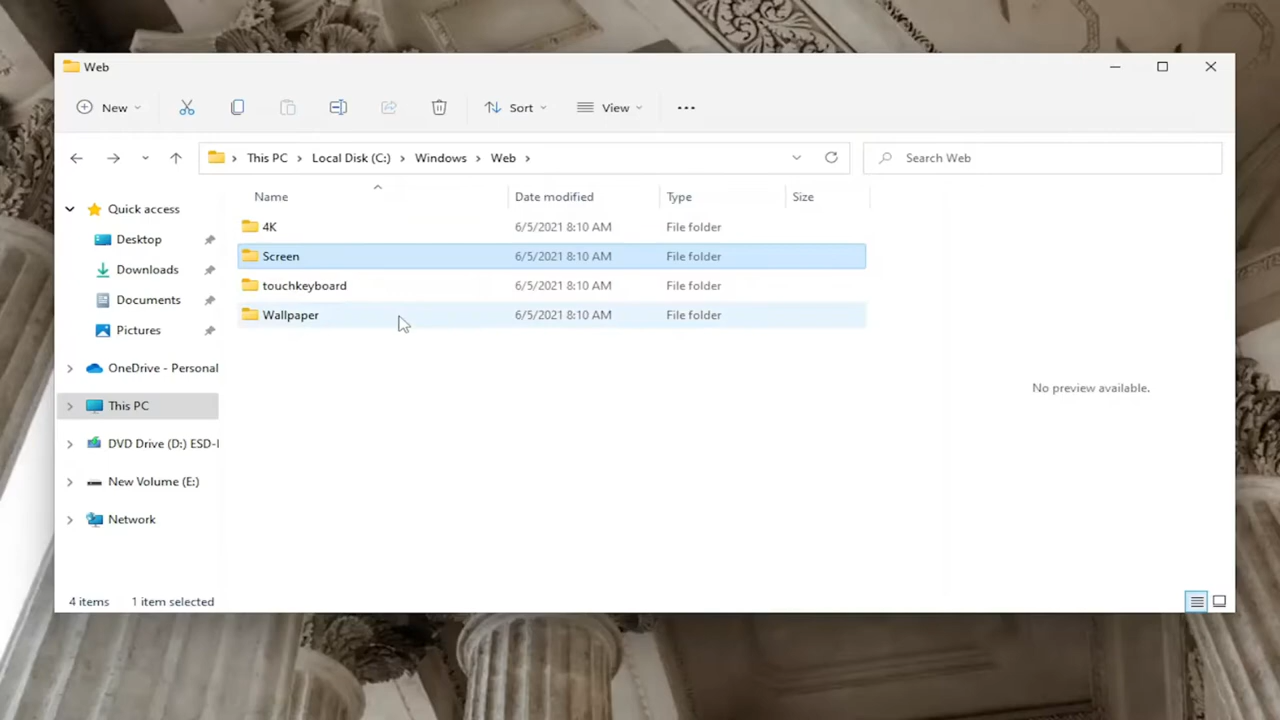 Web
New
Sort
View
This PC
Local Disk (C:)
Windows
Web
Search Web
Name
Date modified
Type
Size
4K
6/5/2021 8:10 AM
File folder
Screen
6/5/2021 8:10 AM
File folder
touchkeyboard
6/5/2021 8:10 AM
File folder
Wallpaper
6/5/2021 8:10 AM
File folder
Quick access
Desktop
Downloads
Documents
Pictures
OneDrive - Personal
This PC
DVD Drive (D:) ESD-I
New Volume (E:)
Network
No preview available.
4 items
1 item selected